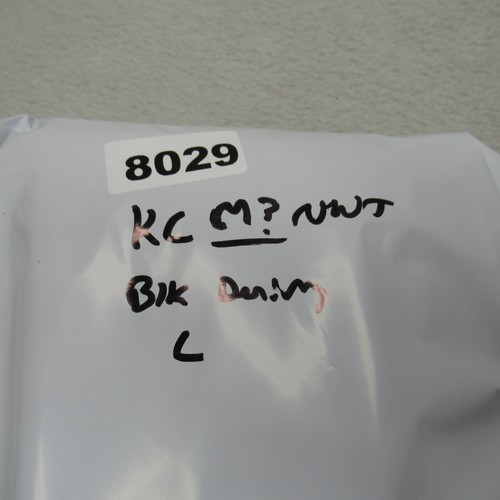 8029
KC M? NWT
Blk Denim
L